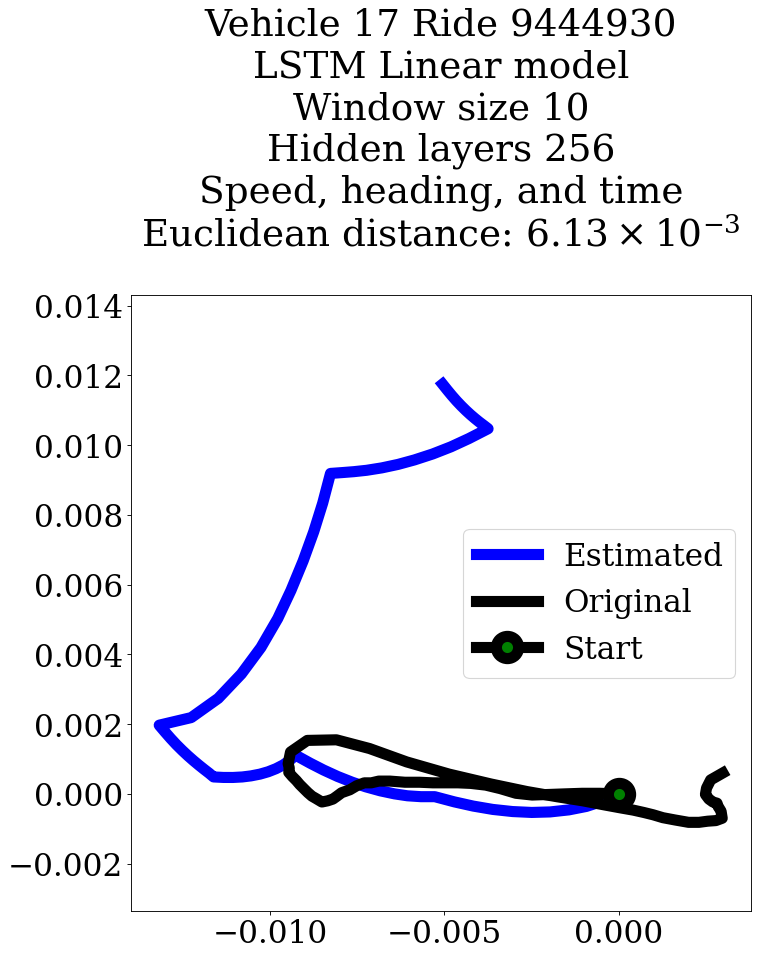 Vehicle 17 Ride 9444930
LSTM Linear model
Window size 10
Hidden layers 256
Speed, heading, and time
Euclidean distance: 6.13 × 10⁻³
0.014
0.012
0.010
0.008
0.006
0.004
0.002
0.000
−0.002
Estimated
Original
Start
−0.010
−0.005
0.000